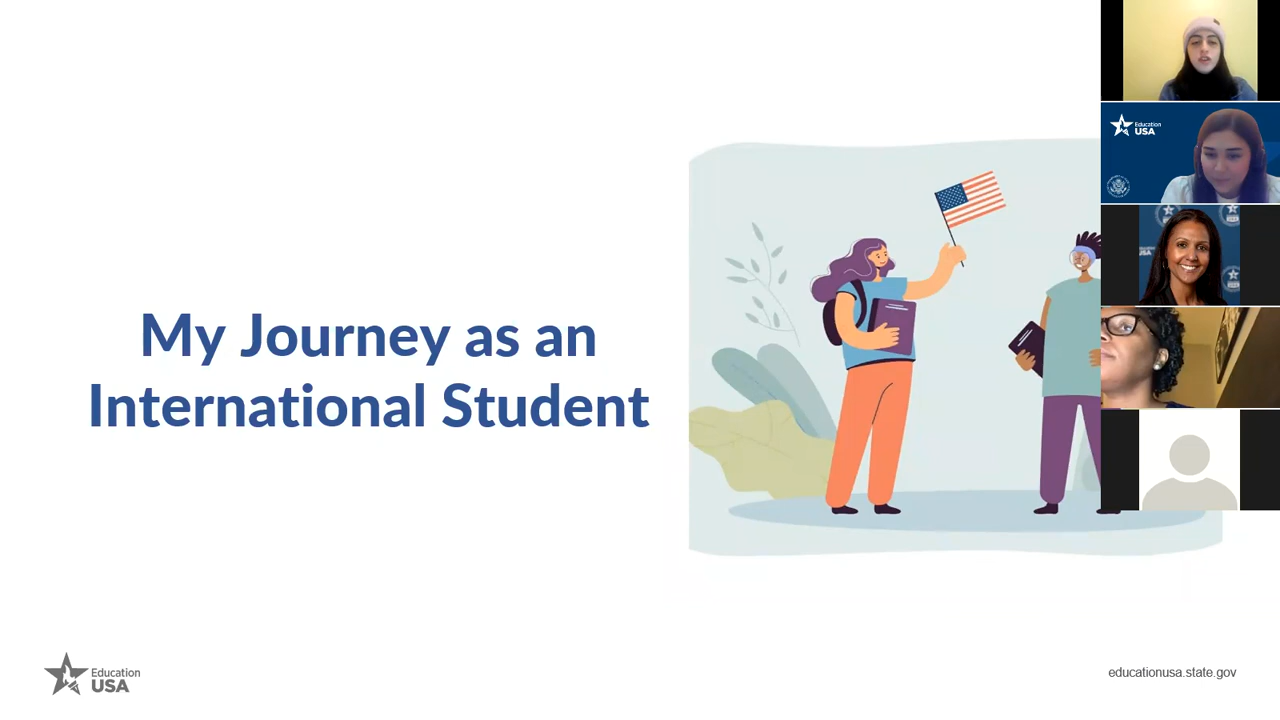 My Journey as an
International Student
Education
USA
Education
USA
educationusa.state.gov